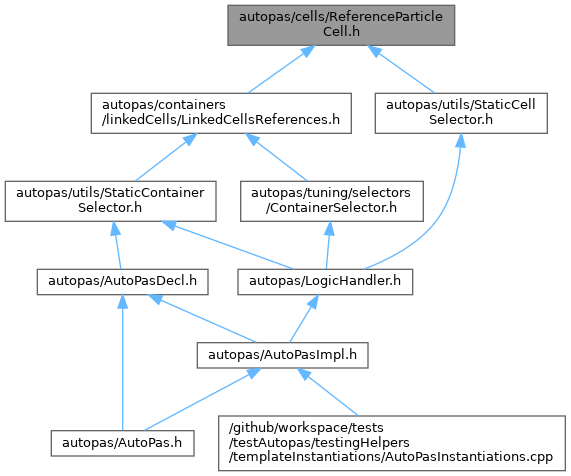 autopas/cells/ReferenceParticle
Cell.h
autopas/containers
/linkedCells/LinkedCellsReferences.h
autopas/utils/StaticCell
Selector.h
autopas/utils/StaticContainer
Selector.h
autopas/tuning/selectors
/ContainerSelector.h
autopas/AutoPasDecl.h
autopas/LogicHandler.h
autopas/AutoPasImpl.h
autopas/AutoPas.h
/github/workspace/tests
/testAutopas/testingHelpers
/templateInstantiations/AutoPasInstantiations.cpp